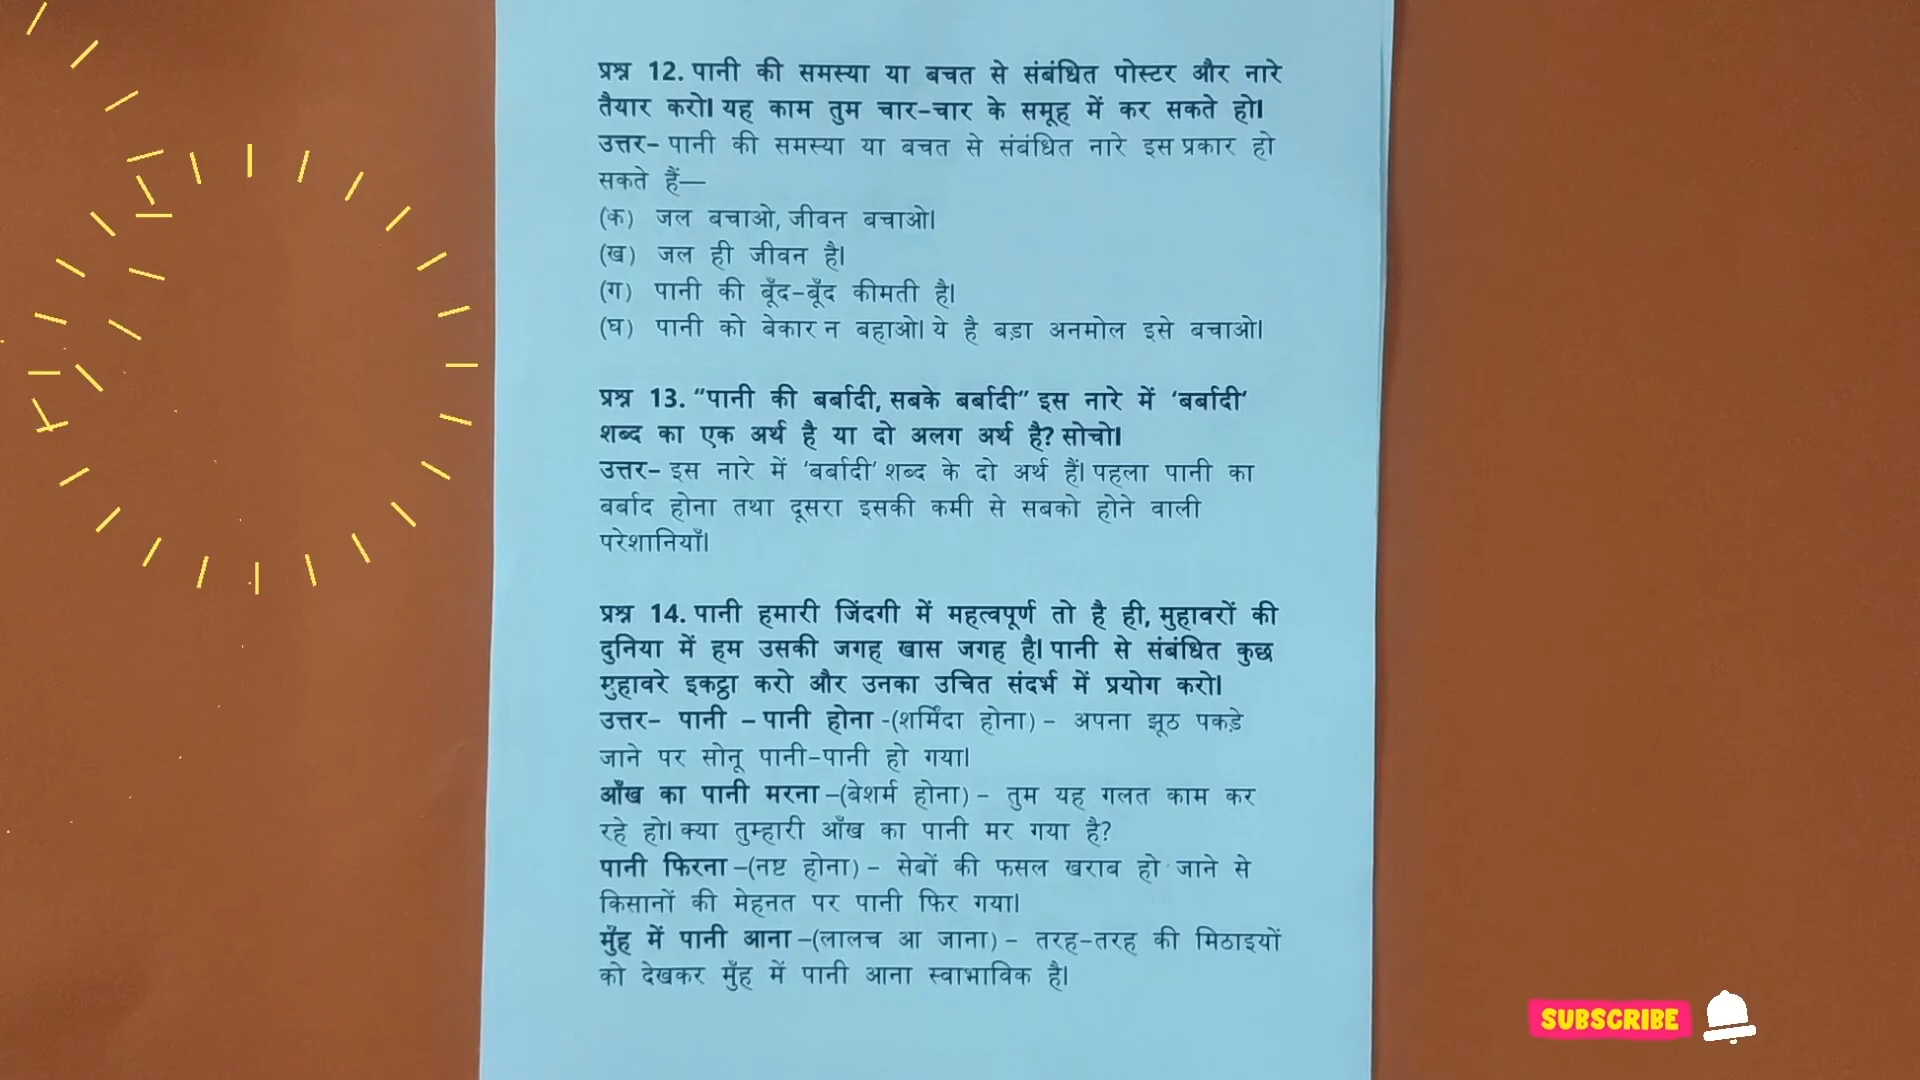 प्रश्न 12. पानी की समस्या या बचत से संबंधित पोस्टर और नारे
तैयार करो। यह काम तुम चार-चार के समूह में कर सकते हो।
उत्तर- पानी की समस्या या बचत से संबंधित नारे इस प्रकार हो
सकते हैं—
(क) जल बचाओ, जीवन बचाओ।
(ख) जल ही जीवन है।
(ग) पानी की बूँद-बूँद कीमती है।
(घ) पानी को बेकार न बहाओ। ये है बड़ा अनमोल इसे बचाओ।
प्रश्न 13. “पानी की बर्बादी, सबके बर्बादी” इस नारे में ‘बर्बादी’
शब्द का एक अर्थ है या दो अलग अर्थ है? सोचो।
उत्तर- इस नारे में ‘बर्बादी’ शब्द के दो अर्थ हैं। पहला पानी का
बर्बाद होना तथा दूसरा इसकी कमी से सबको होने वाली
परेशानियाँ।
प्रश्न 14. पानी हमारी जिंदगी में महत्वपूर्ण तो है ही, मुहावरों की
दुनिया में हम उसकी जगह खास जगह है। पानी से संबंधित कुछ
मुहावरे इकट्ठा करो और उनका उचित संदर्भ में प्रयोग करो।
उत्तर- पानी – पानी होना -(शर्मिंदा होना) - अपना झूठ पकड़े
जाने पर सोनू पानी-पानी हो गया।
आँख का पानी मरना –(बेशर्म होना) - तुम यह गलत काम कर
रहे हो। क्या तुम्हारी आँख का पानी मर गया है?
पानी फिरना –(नष्ट होना) - सेबों की फसल खराब हो जाने से
किसानों की मेहनत पर पानी फिर गया।
मुँह में पानी आना –(लालच आ जाना) - तरह-तरह की मिठाइयों
को देखकर मुँह में पानी आना स्वाभाविक है।
SUBSCRIBE